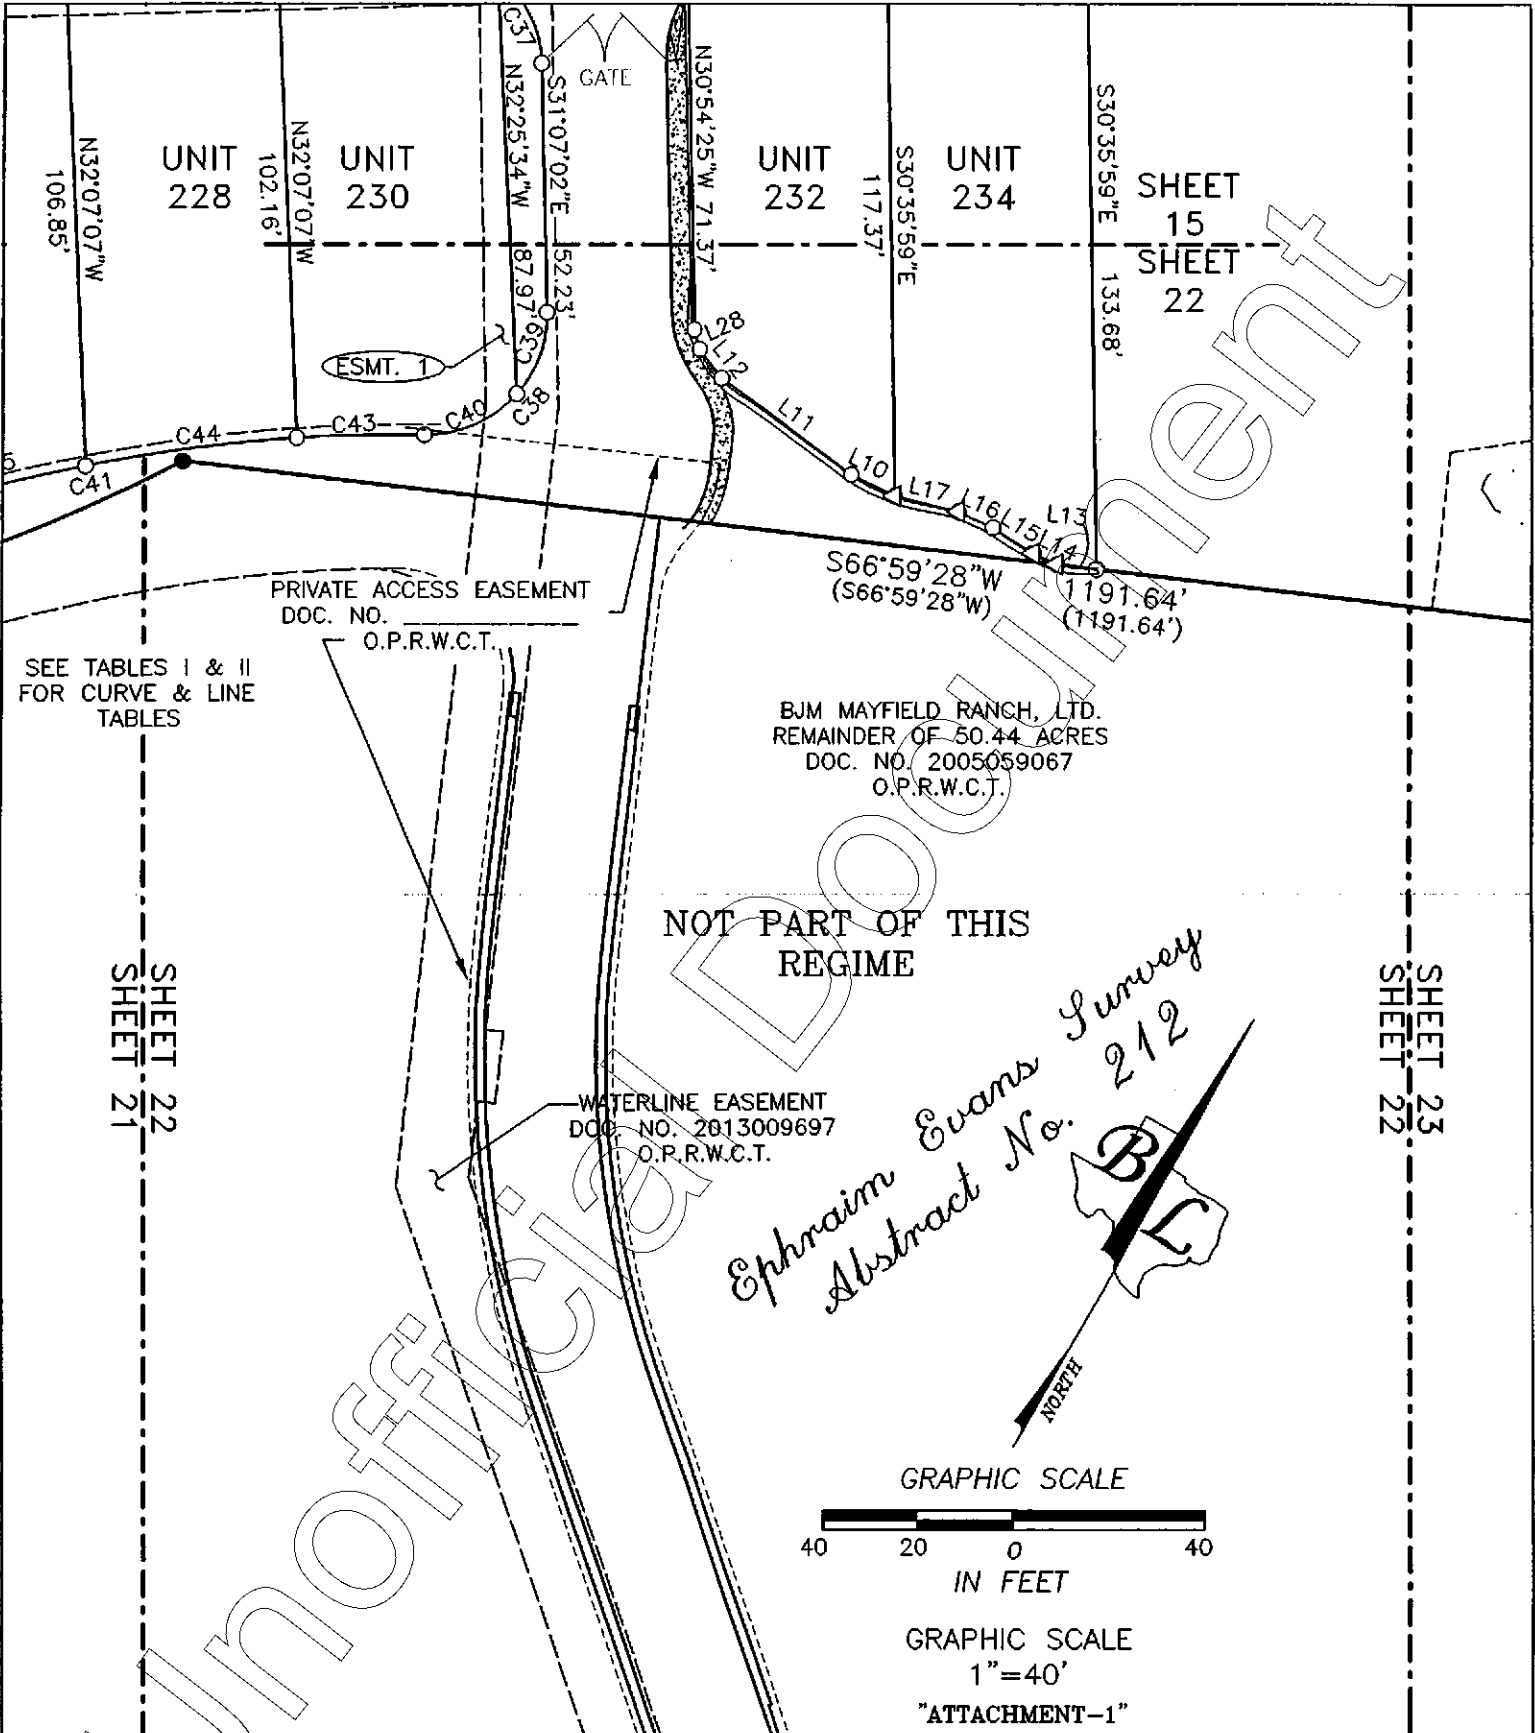 C37
GATE
N32°07'07"W
106.85'
UNIT
228
N32°07'07"W
102.16'
UNIT
230
N32°25'34"W 87.97'
S31°07'02"E 52.23'
N30°54'25"W 71.37'
UNIT
232
S30°35'59"E
117.37'
UNIT
234
S30°35'59"E 133.68'
SHEET
15
SHEET
22
ESMT. 1
C39
C38
C40
C43
C44
C41
L28
L12
L11
L10
L17
L16
L15
L14
L13
S66°59'28"W
(S66°59'28"W)
1191.64'
(1191.64')
PRIVATE ACCESS EASEMENT
DOC. NO. ____________
O.P.R.W.C.T.
SEE TABLES I & II
FOR CURVE & LINE
TABLES
BJM MAYFIELD RANCH, LTD.
REMAINDER OF 50.44 ACRES
DOC. NO. 2005059067
O.P.R.W.C.T.
NOT PART OF THIS
REGIME
SHEET 22
SHEET 21
SHEET 23
SHEET 22
WATERLINE EASEMENT
DOC. NO. 2013009697
O.P.R.W.C.T.
Ephraim Evans Survey
Abstract No. 212
B
L
NORTH
GRAPHIC SCALE
40 20 0 40
IN FEET
GRAPHIC SCALE
1"=40'
"ATTACHMENT-1"
Unofficial Document